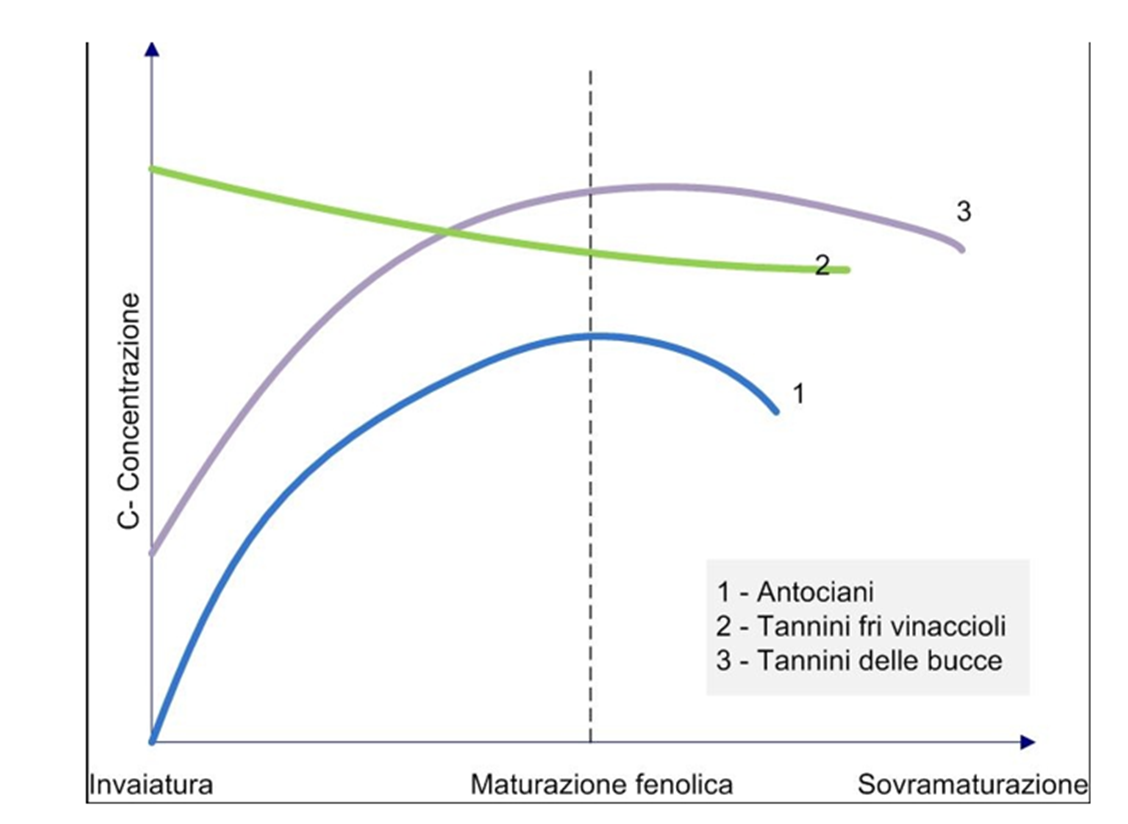 C- Concentrazione
3
2
1
1 - Antociani
2 - Tannini fri vinaccioli
3 - Tannini delle bucce
Invaiatura
Maturazione fenolica
Sovramaturazione